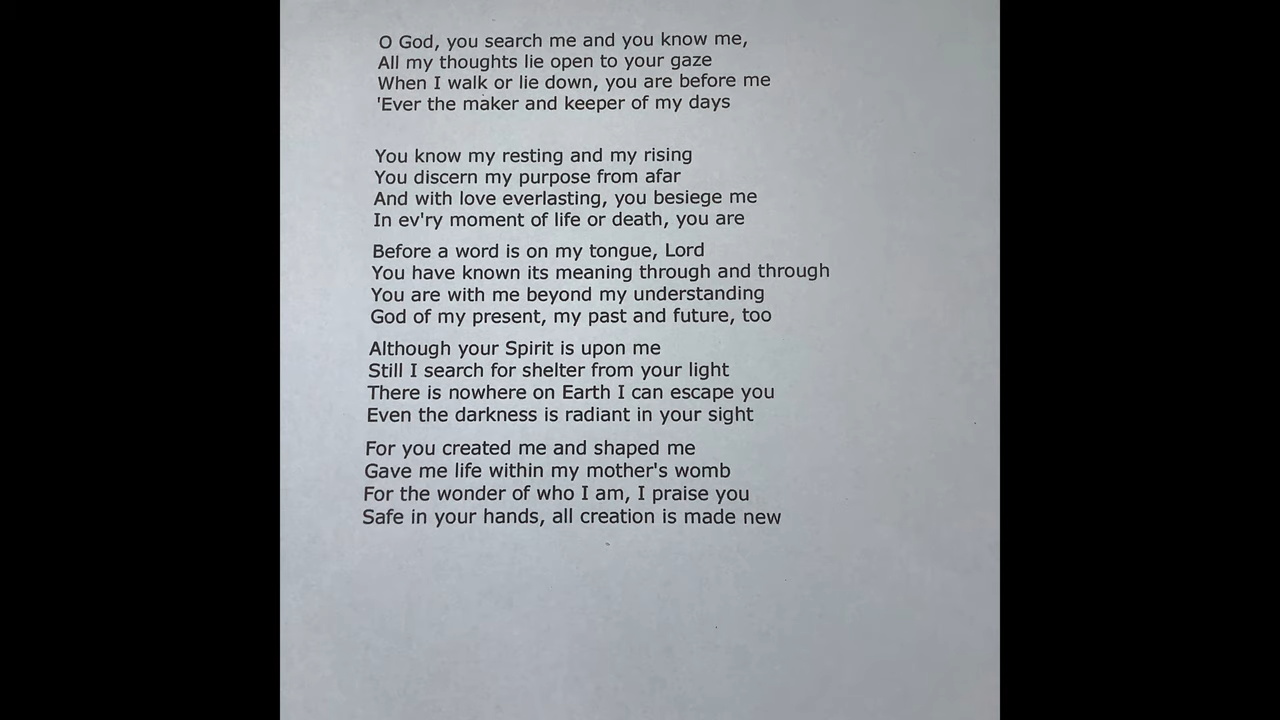 O God, you search me and you know me,
All my thoughts lie open to your gaze
When I walk or lie down, you are before me
'Ever the maker and keeper of my days
You know my resting and my rising
You discern my purpose from afar
And with love everlasting, you besiege me
In ev'ry moment of life or death, you are
Before a word is on my tongue, Lord
You have known its meaning through and through
You are with me beyond my understanding
God of my present, my past and future, too
Although your Spirit is upon me
Still I search for shelter from your light
There is nowhere on Earth I can escape you
Even the darkness is radiant in your sight
For you created me and shaped me
Gave me life within my mother's womb
For the wonder of who I am, I praise you
Safe in your hands, all creation is made new